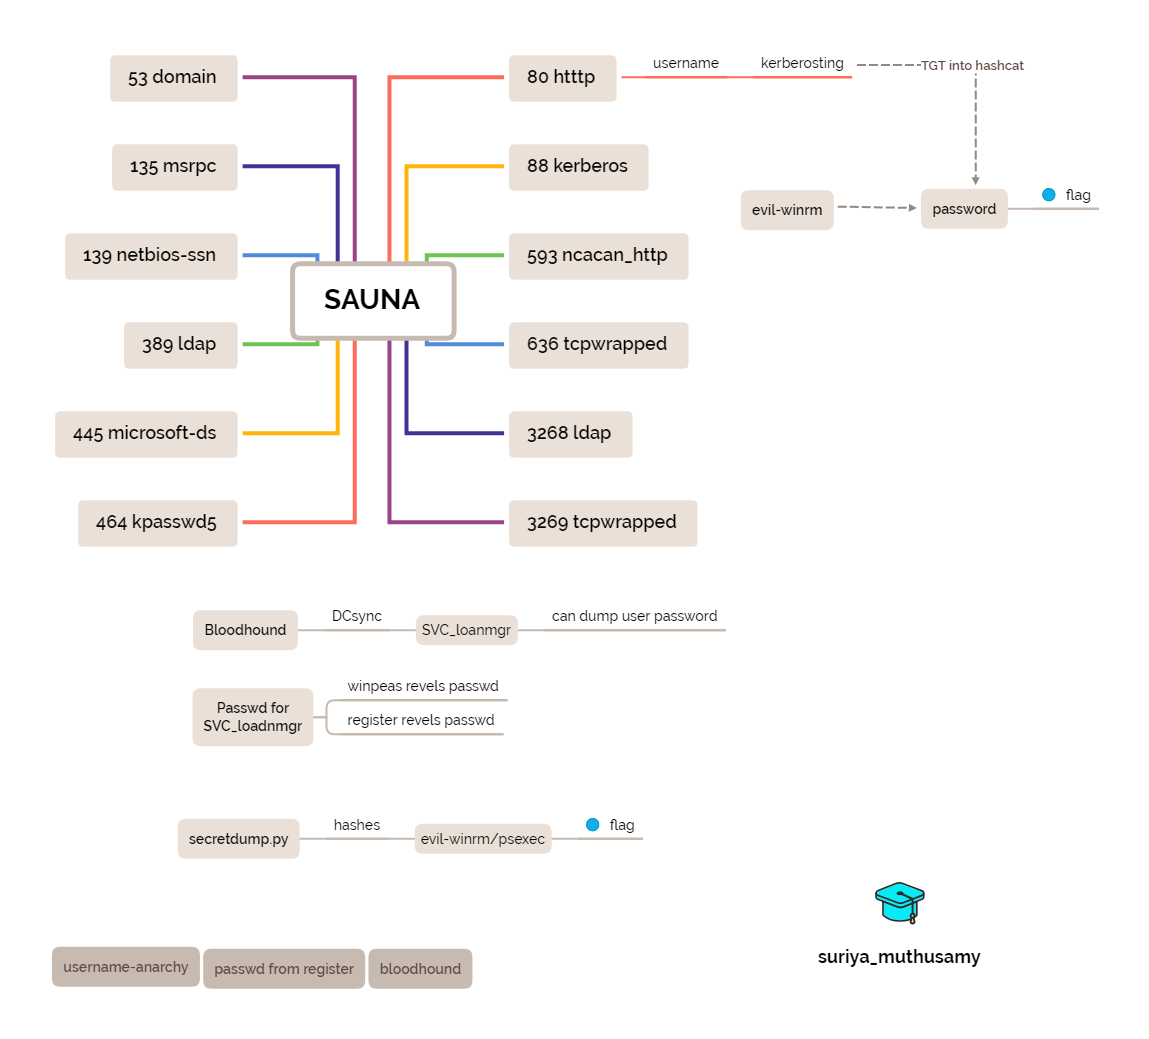 53 domain
135 msrpc
139 netbios-ssn
389 ldap
445 microsoft-ds
464 kpasswd5
SAUNA
80 htttp
username
kerberosting
TGT into hashcat
88 kerberos
evil-winrm
password
flag
593 ncacan_http
636 tcpwrapped
3268 ldap
3269 tcpwrapped
Bloodhound
DCsync
SVC_loanmgr
can dump user password
Passwd for
SVC_loadnmgr
winpeas revels passwd
register revels passwd
secretdump.py
hashes
evil-winrm/psexec
flag
username-anarchy
passwd from register
bloodhound
suriya_muthusamy